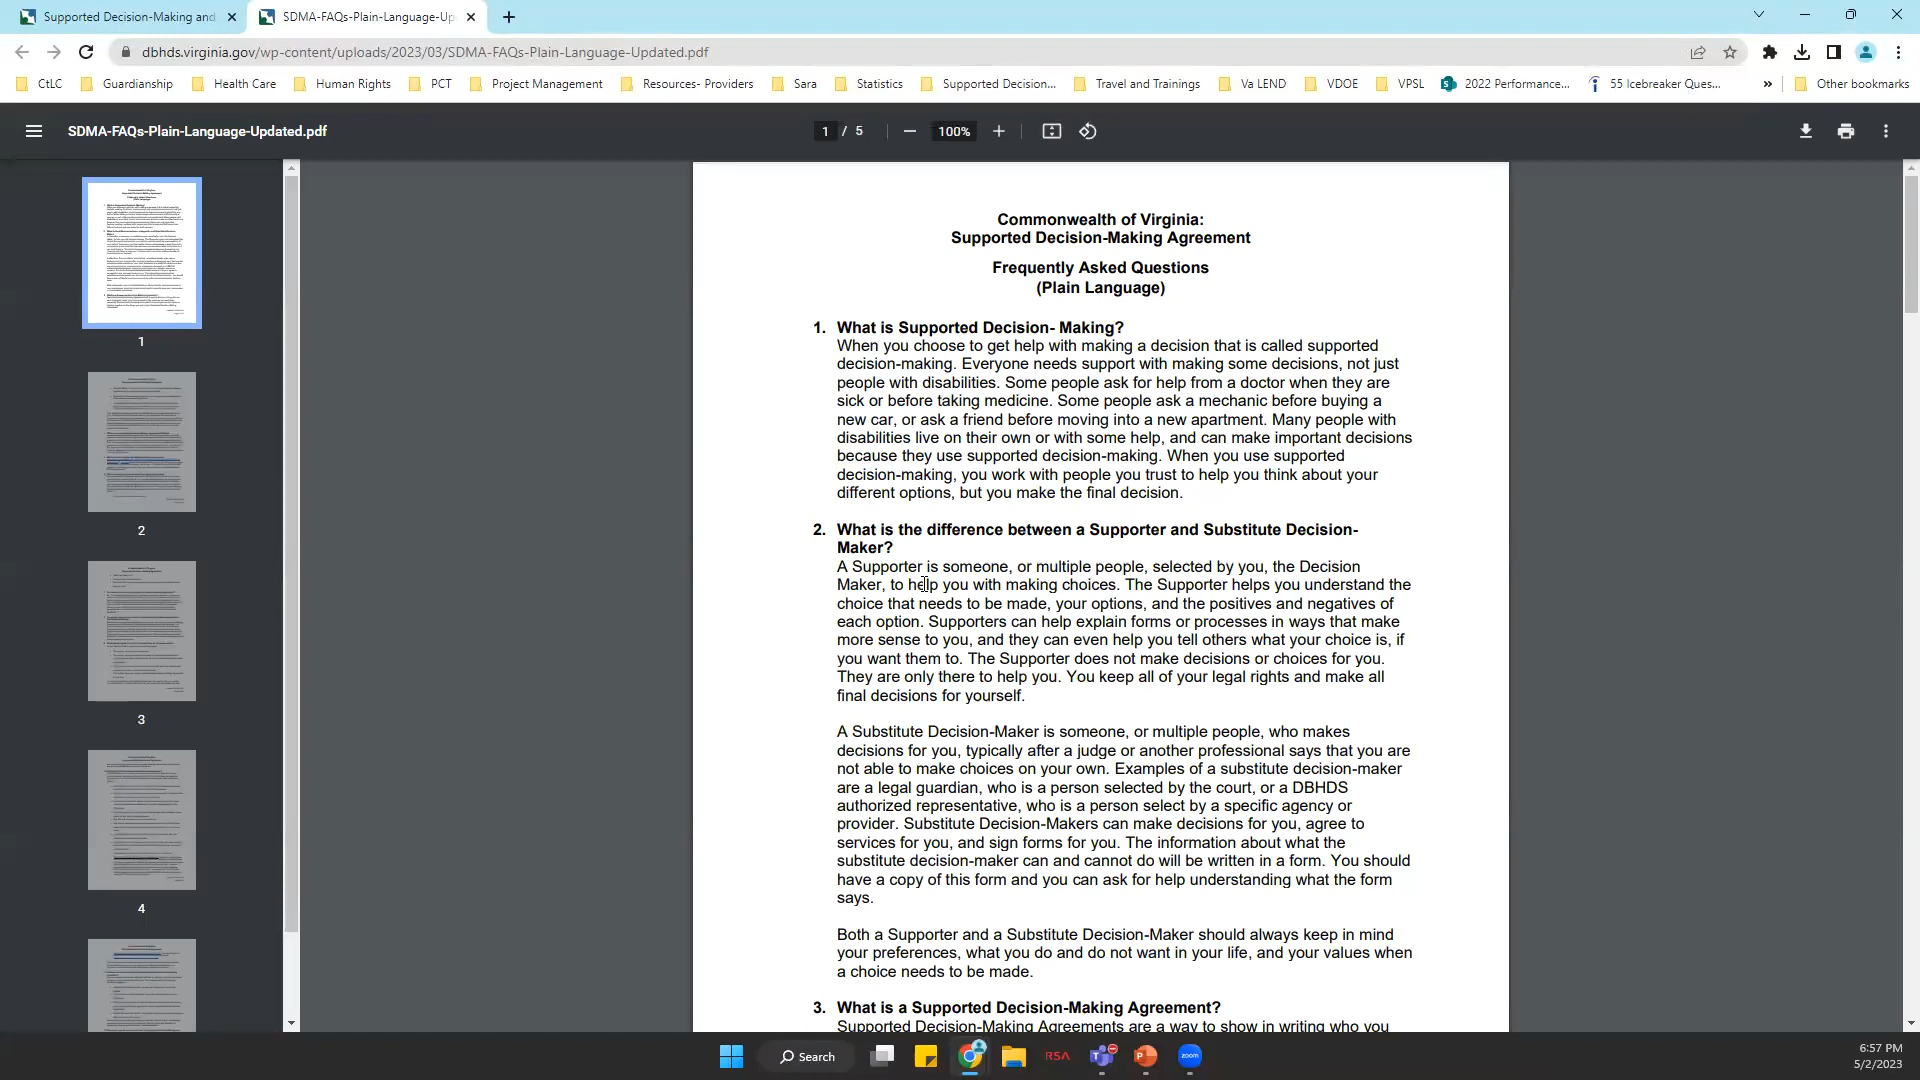 Supported Decision-Making and
SDMA-FAQs-Plain-Language-Up
dbhds.virginia.gov/wp-content/uploads/2023/03/SDMA-FAQs-Plain-Language-Updated.pdf
CtLC
Guardianship
Health Care
Human Rights
PCT
Project Management
Resources- Providers
Sara
Statistics
Supported Decision...
Travel and Trainings
Va LEND
VDOE
VPSL
2022 Performance...
55 Icebreaker Ques...
»
Other bookmarks
SDMA-FAQs-Plain-Language-Updated.pdf
1 / 5
100%
1
2
3
4
Commonwealth of Virginia:
Supported Decision-Making Agreement
Frequently Asked Questions
(Plain Language)
1. What is Supported Decision- Making?
When you choose to get help with making a decision that is called supported
decision-making. Everyone needs support with making some decisions, not just
people with disabilities. Some people ask for help from a doctor when they are
sick or before taking medicine. Some people ask a mechanic before buying a
new car, or ask a friend before moving into a new apartment. Many people with
disabilities live on their own or with some help, and can make important decisions
because they use supported decision-making. When you use supported
decision-making, you work with people you trust to help you think about your
different options, but you make the final decision.
2. What is the difference between a Supporter and Substitute Decision-
Maker?
A Supporter is someone, or multiple people, selected by you, the Decision
Maker, to help you with making choices. The Supporter helps you understand the
choice that needs to be made, your options, and the positives and negatives of
each option. Supporters can help explain forms or processes in ways that make
more sense to you, and they can even help you tell others what your choice is, if
you want them to. The Supporter does not make decisions or choices for you.
They are only there to help you. You keep all of your legal rights and make all
final decisions for yourself.
A Substitute Decision-Maker is someone, or multiple people, who makes
decisions for you, typically after a judge or another professional says that you are
not able to make choices on your own. Examples of a substitute decision-maker
are a legal guardian, who is a person selected by the court, or a DBHDS
authorized representative, who is a person select by a specific agency or
provider. Substitute Decision-Makers can make decisions for you, agree to
services for you, and sign forms for you. The information about what the
substitute decision-maker can and cannot do will be written in a form. You should
have a copy of this form and you can ask for help understanding what the form
says.
Both a Supporter and a Substitute Decision-Maker should always keep in mind
your preferences, what you do and do not want in your life, and your values when
a choice needs to be made.
3. What is a Supported Decision-Making Agreement?
Supported Decision-Making Agreements are a way to show in writing who you
Search
RSA
zoom
6:57 PM
5/2/2023